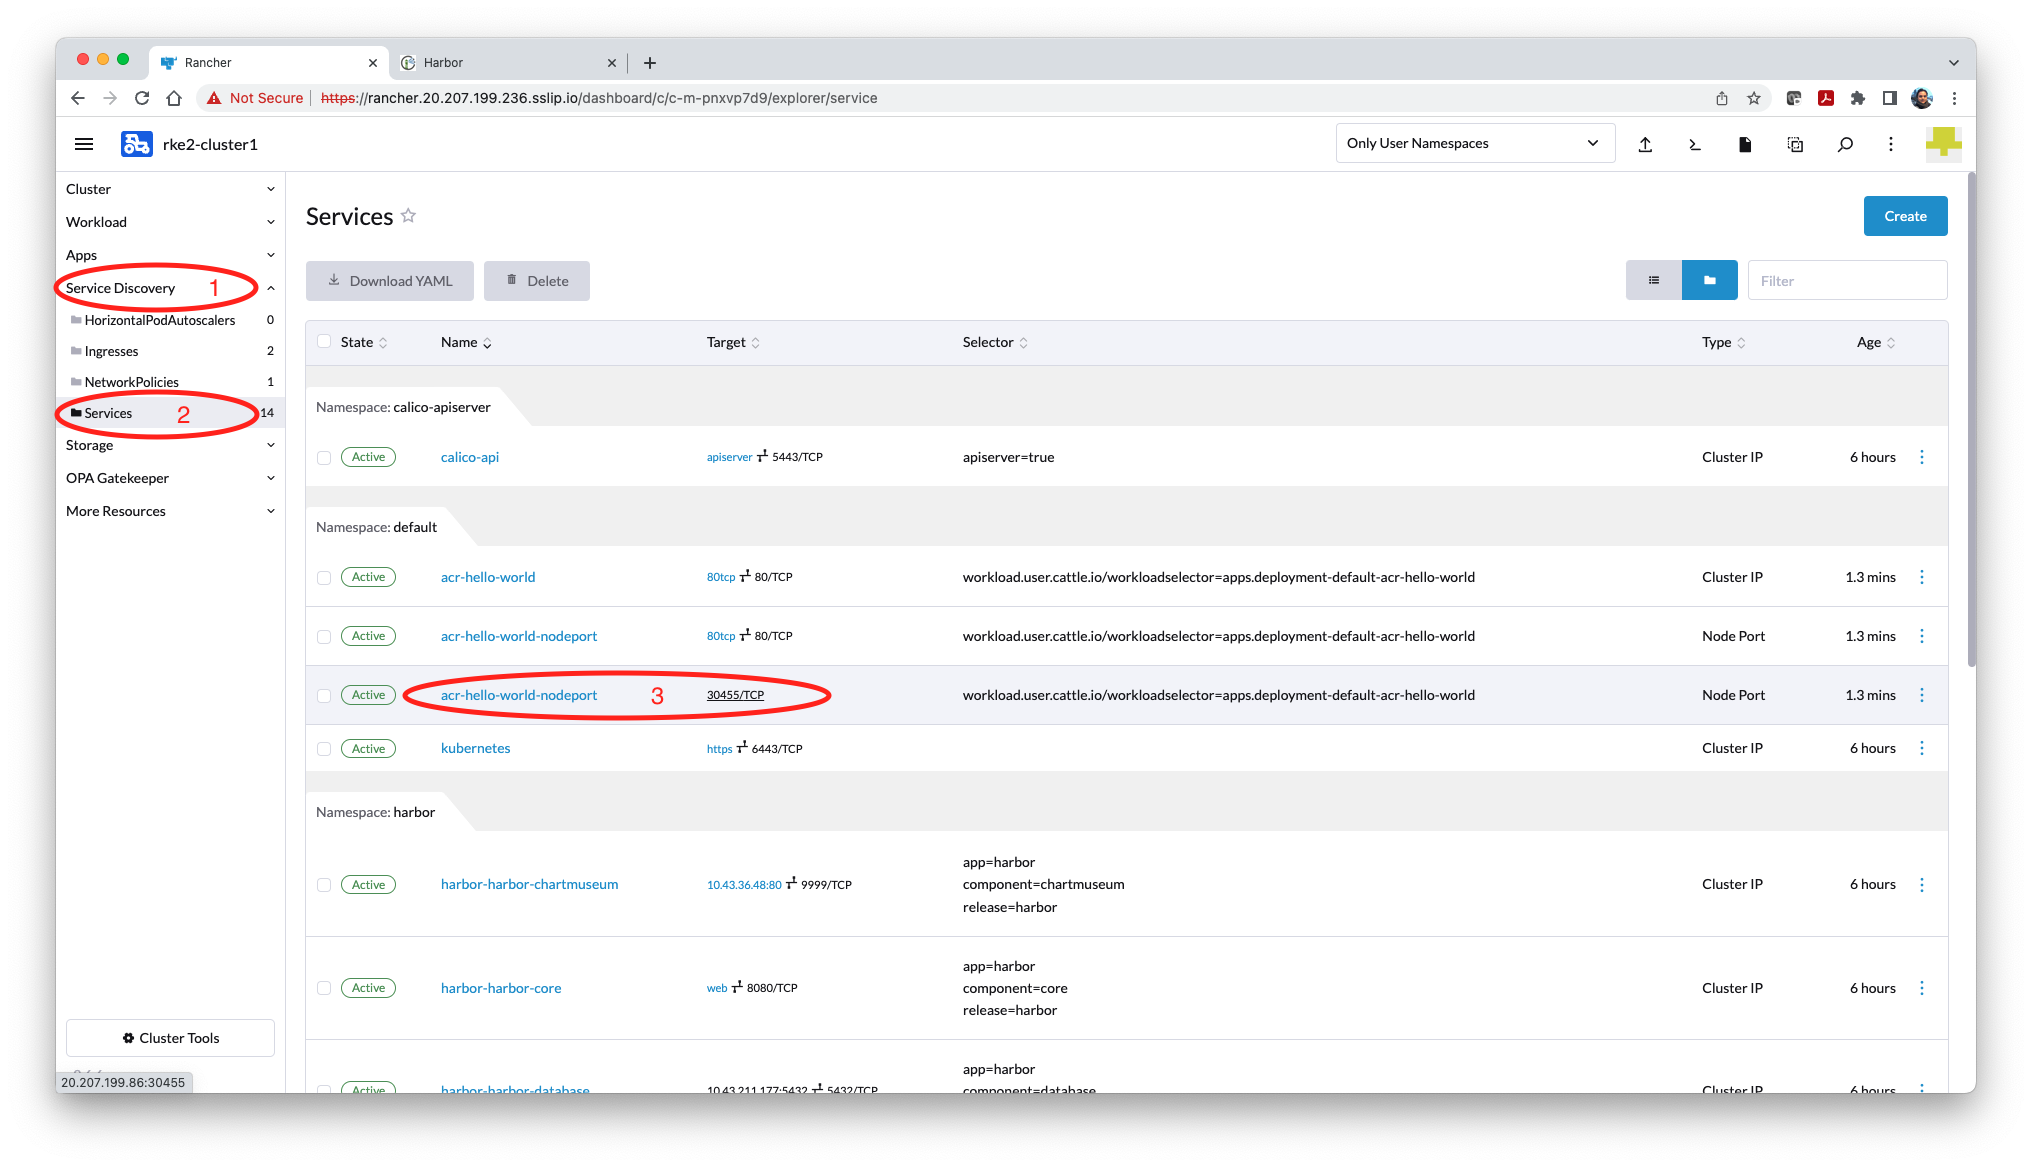 Rancher
Harbor
Not Secure
https://rancher.20.207.199.236.sslip.io/dashboard/c/c-m-pnxvp7d9/explorer/service
rke2-cluster1
Only User Namespaces
Cluster
Workload
Apps
Service Discovery 1
HorizontalPodAutoscalers 0
Ingresses 2
NetworkPolicies 1
Services 2 14
Storage
OPA Gatekeeper
More Resources
Cluster Tools
20.207.199.86:30455
Services
Create
Download YAML
Delete
Filter
State Name Target Selector Type Age
Namespace: calico-apiserver
Active calico-api apiserver 5443/TCP apiserver=true Cluster IP 6 hours
Namespace: default
Active acr-hello-world 80tcp 80/TCP workload.user.cattle.io/workloadselector=apps.deployment-default-acr-hello-world Cluster IP 1.3 mins
Active acr-hello-world-nodeport 80tcp 80/TCP workload.user.cattle.io/workloadselector=apps.deployment-default-acr-hello-world Node Port 1.3 mins
Active acr-hello-world-nodeport 3 30455/TCP workload.user.cattle.io/workloadselector=apps.deployment-default-acr-hello-world Node Port 1.3 mins
Active kubernetes https 6443/TCP Cluster IP 6 hours
Namespace: harbor
app=harbor
Active harbor-harbor-chartmuseum 10.43.36.48:80 9999/TCP component=chartmuseum Cluster IP 6 hours
release=harbor
app=harbor
Active harbor-harbor-core web 8080/TCP component=core Cluster IP 6 hours
release=harbor
app=harbor
Active harbor-harbor-database 10.43.211.177:5432 5432/TCP component=database Cluster IP 6 hours